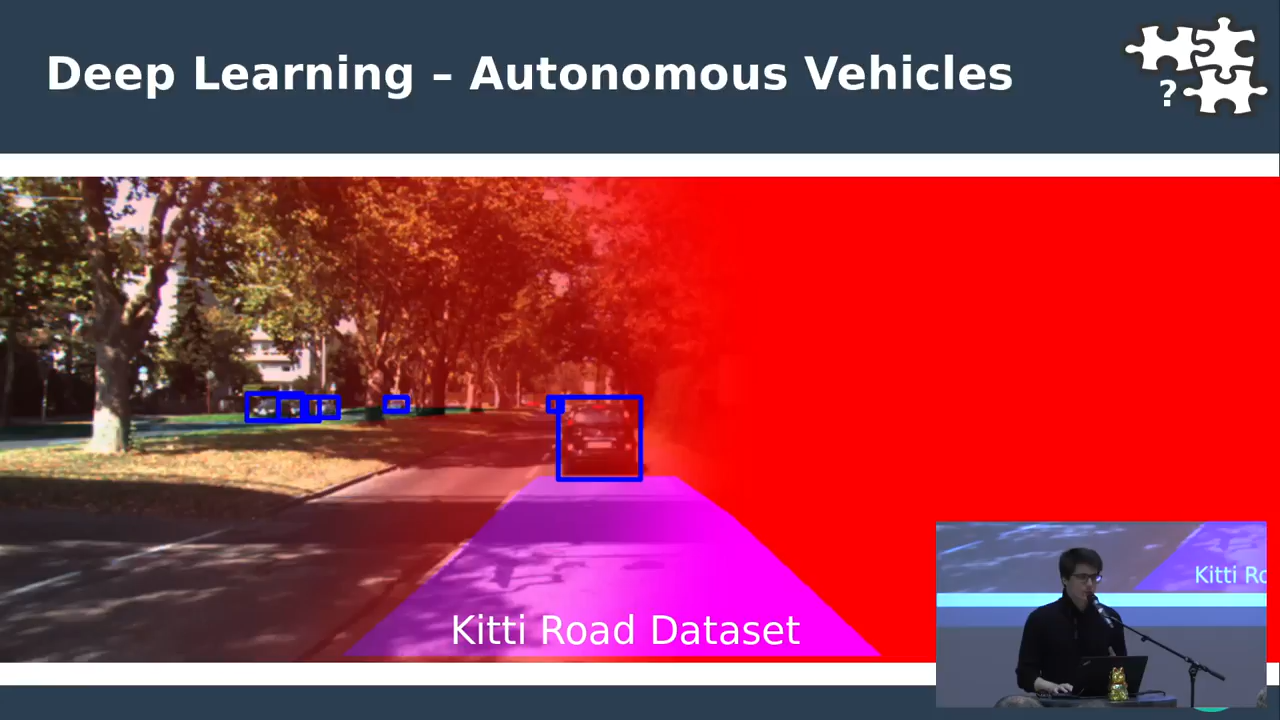 Deep Learning – Autonomous Vehicles
?
Kitti Road Dataset
Kitti Ro